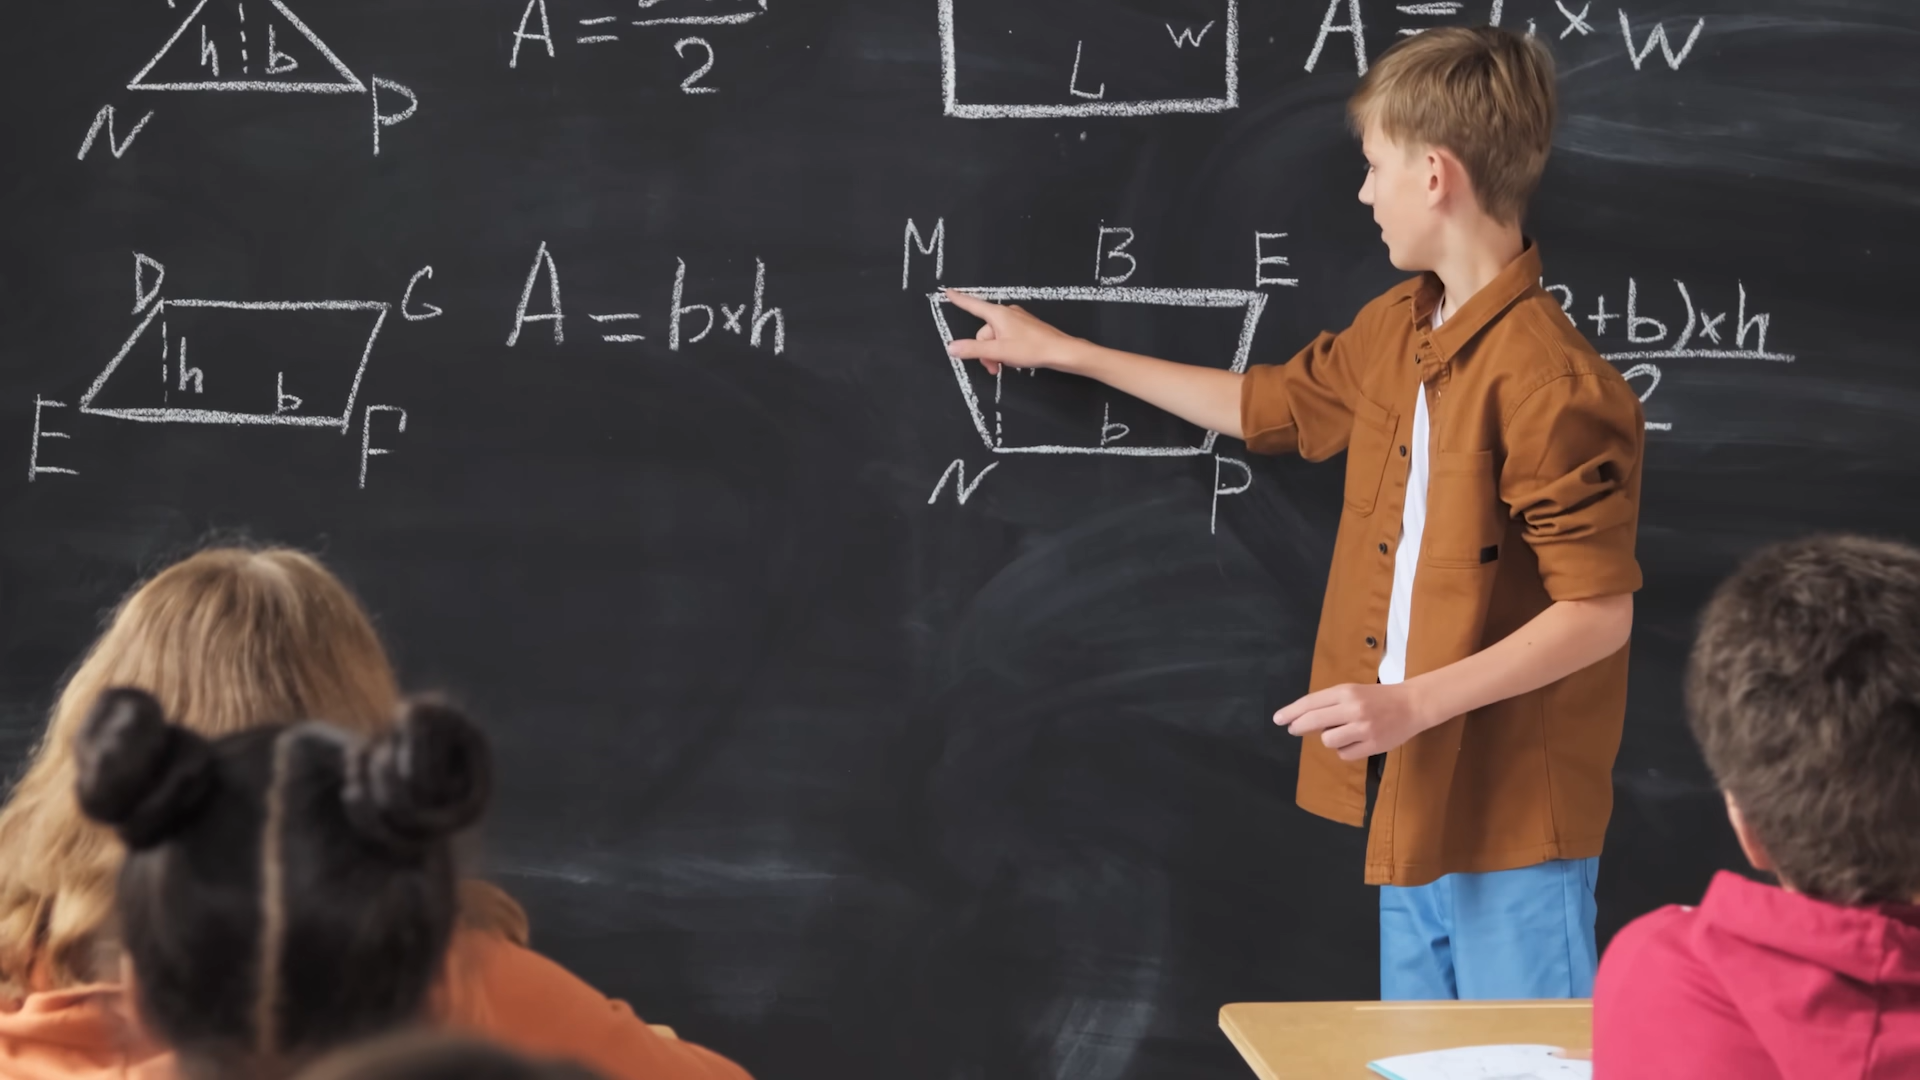 h b
N P
A = 2
L W
A = L × W
D G
h b
E F
A = b×h
M B E
b
N P
+b)×h
2